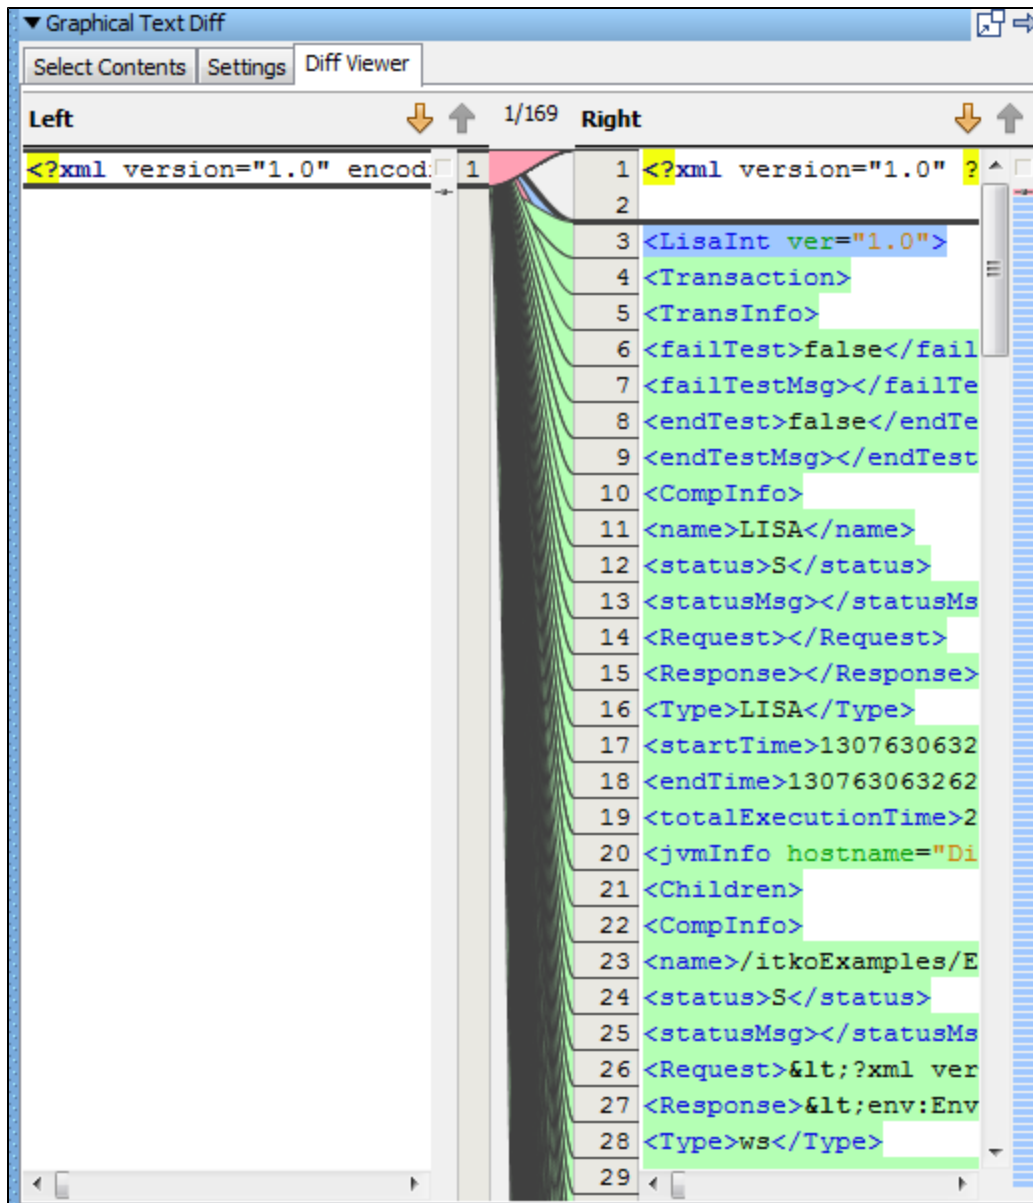 Graphical Text Diff
Select Contents Settings Diff Viewer
Left 1/169 Right
<?xml version="1.0" encod 1
1 <?xml version="1.0" ?
2
3 <LisaInt ver="1.0">
4 <Transaction>
5 <TransInfo>
6 <failTest>false</fail
7 <failTestMsg></failTe
8 <endTest>false</endTe
9 <endTestMsg></endTest
10 <CompInfo>
11 <name>LISA</name>
12 <status>S</status>
13 <statusMsg></statusMs
14 <Request></Request>
15 <Response></Response>
16 <Type>LISA</Type>
17 <startTime>1307630632
18 <endTime>130763063262
19 <totalExecutionTime>2
20 <jvmInfo hostname="Di
21 <Children>
22 <CompInfo>
23 <name>/itkoExamples/E
24 <status>S</status>
25 <statusMsg></statusMs
26 <Request>&lt;?xml ver
27 <Response>&lt;env:Env
28 <Type>ws</Type>
29